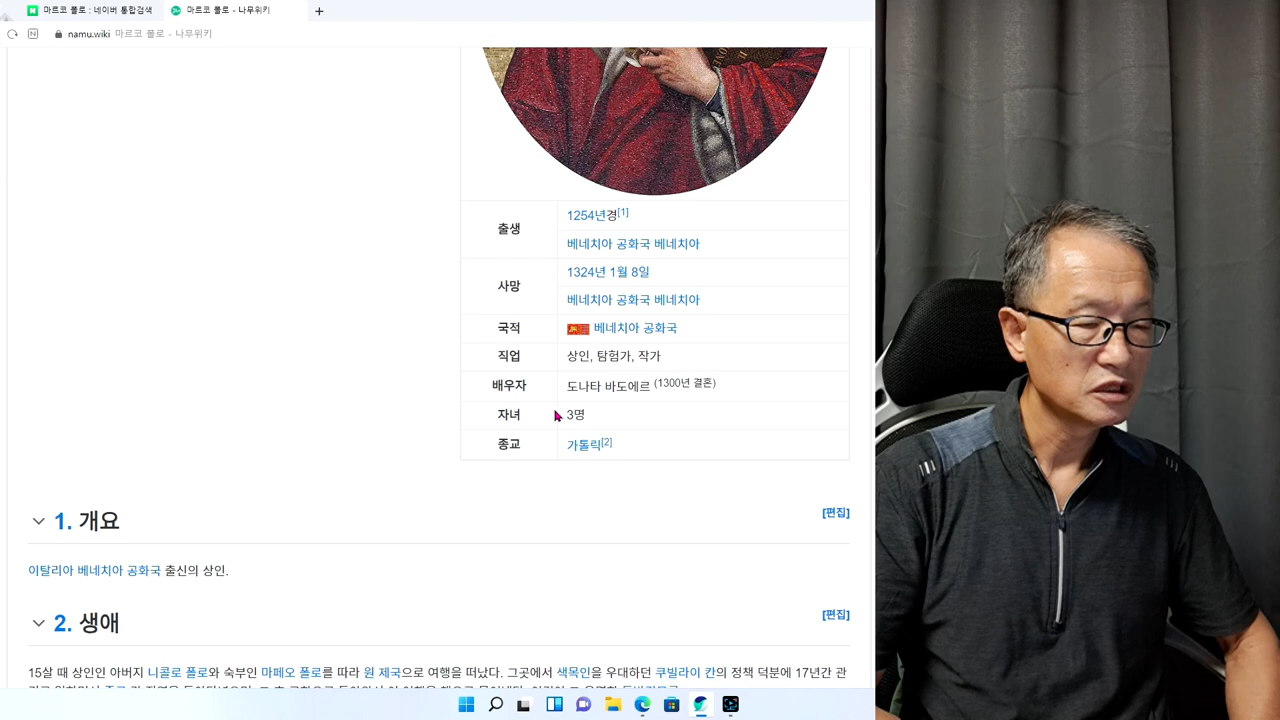 마르코 폴로 : 네이버 통합검색
마르코 폴로 - 나무위키
namu.wiki 마르코 폴로 - 나무위키
출생
1254년경[1]
베네치아 공화국 베네치아
사망
1324년 1월 8일
베네치아 공화국 베네치아
국적
베네치아 공화국
직업
상인, 탐험가, 작가
배우자
도나타 바도에르 (1300년 결혼)
자녀
3명
종교
가톨릭[2]
1. 개요
[편집]
이탈리아 베네치아 공화국 출신의 상인.
2. 생애
[편집]
15살 때 상인인 아버지 니콜로 폴로와 숙부인 마페오 폴로를 따라 원 제국으로 여행을 떠났다. 그곳에서 색목인을 우대하던 쿠빌라이 칸의 정책 덕분에 17년간 관